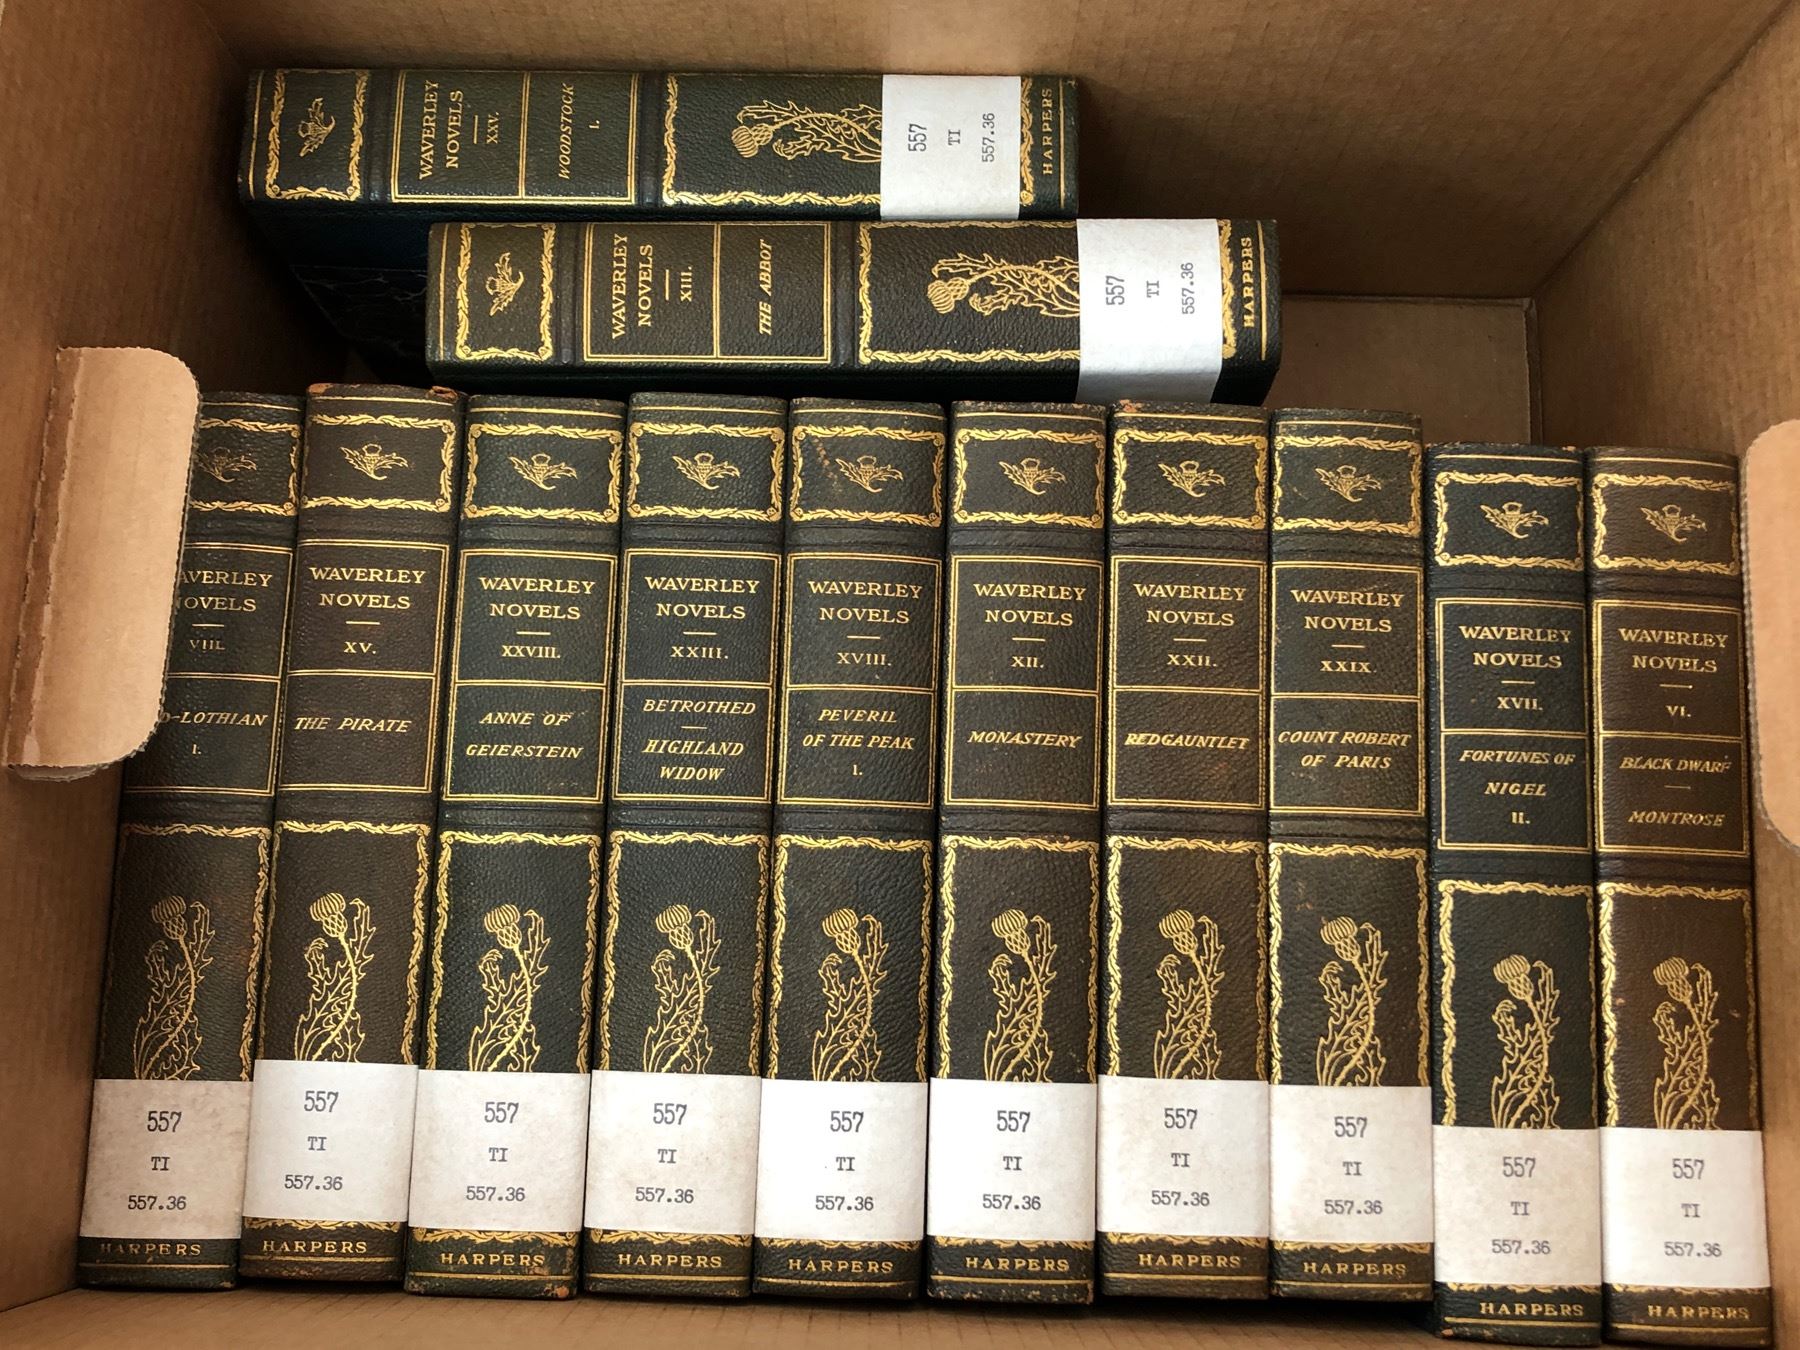 WAVERLEY
NOVELS
XXV.
WOODSTOCK
I.
557
TI
557.36
HARPERS
WAVERLEY
NOVELS
XIII.
THE ABBOT
557
TI
557.36
HARPERS
AVERLEY
NOVELS
VIII.
D-LOTHIAN
I.
557
TI
557.36
HARPERS
WAVERLEY
NOVELS
XV.
THE PIRATE
557
TI
557.36
HARPERS
WAVERLEY
NOVELS
XXVIII.
ANNE OF
GEIERSTEIN
557
TI
557.36
HARPERS
WAVERLEY
NOVELS
XXIII.
BETROTHED
HIGHLAND
WIDOW
557
TI
557.36
HARPERS
WAVERLEY
NOVELS
XVIII.
PEVERIL
OF THE PEAK
I.
557
TI
557.36
HARPERS
WAVERLEY
NOVELS
XII.
MONASTERY
557
TI
557.36
HARPERS
WAVERLEY
NOVELS
XXII.
REDGAUNTLET
557
TI
557.36
HARPERS
WAVERLEY
NOVELS
XXIX.
COUNT ROBERT
OF PARIS
557
TI
557.36
HARPERS
WAVERLEY
NOVELS
XVII.
FORTUNES OF
NIGEL
II.
557
TI
557.36
HARPERS
WAVERLEY
NOVELS
VI.
BLACK DWARF
MONTROSE
557
TI
557.36
HARPERS